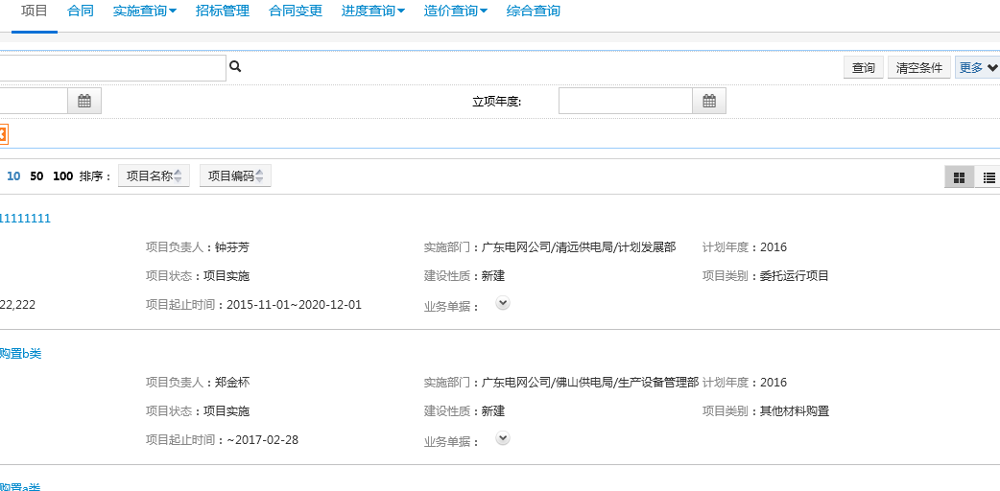 项目 合同 实施查询 招标管理 合同变更 进度查询 造价查询 综合查询
查询 清空条件 更多
立项年度:
10 50 100 排序： 项目名称 项目编码
11111111
项目负责人：钟芬芳 实施部门：广东电网公司/清远供电局/计划发展部 计划年度：2016
项目状态：项目实施 建设性质：新建 项目类别：委托运行项目
22,222 项目起止时间：2015-11-01~2020-12-01 业务单据：
购置b类
项目负责人：郑金杯 实施部门：广东电网公司/佛山供电局/生产设备管理部 计划年度：2016
项目状态：项目实施 建设性质：新建 项目类别：其他材料购置
项目起止时间：~2017-02-28 业务单据：
购置a类